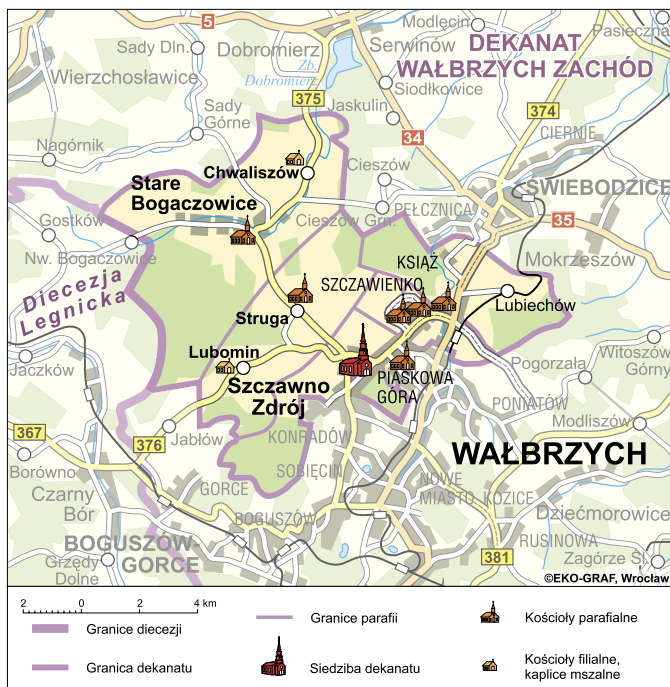 5
Modlęcin
Pasieczna
Sady Dln.
Dobromierz
Serwinów
DEKANAT
WAŁBRZYCH ZACHÓD
Wierzchosławice
Zb.
Dobromierz
Siodłkowice
375
Jaskulin
374
Sady
Górne
34
CIERNIE
Nagórnik
Chwaliszów
Cieszów
Stare
Bogaczowice
ŚWIEBODZICE
PEŁCZNICA
Gostków
Cieszów Grn.
35
Nw. Bogaczowice
KSIĄŻ
Mokrzeszów
Diecezja
Legnicka
SZCZAWIENKO
Lubiechów
Struga
Witoszów
Górny
Jaczków
Lubomin
Pogorzała
Szczawno
Zdrój
PIASKOWA
GÓRA
PONIATÓW
Modliszów
367
376
Jabłów
KONRADÓW
WAŁBRZYCH
Borówno
SOBIĘCIN
NOWE
MIASTO
KOZICE
Czarny
Bór
GORCE
Dziećmorowice
BOGUSZÓW
RUSINOWA
BOGUSZÓW-
GORCE
381
Zagórze Śl.
Grzędy
Dolne
©EKO-GRAF, Wrocław
2 0 2 4 km
Granice diecezji
Granica dekanatu
Granice parafii
Siedziba dekanatu
Kościoły parafialne
Kościoły filialne,
kaplice mszalne